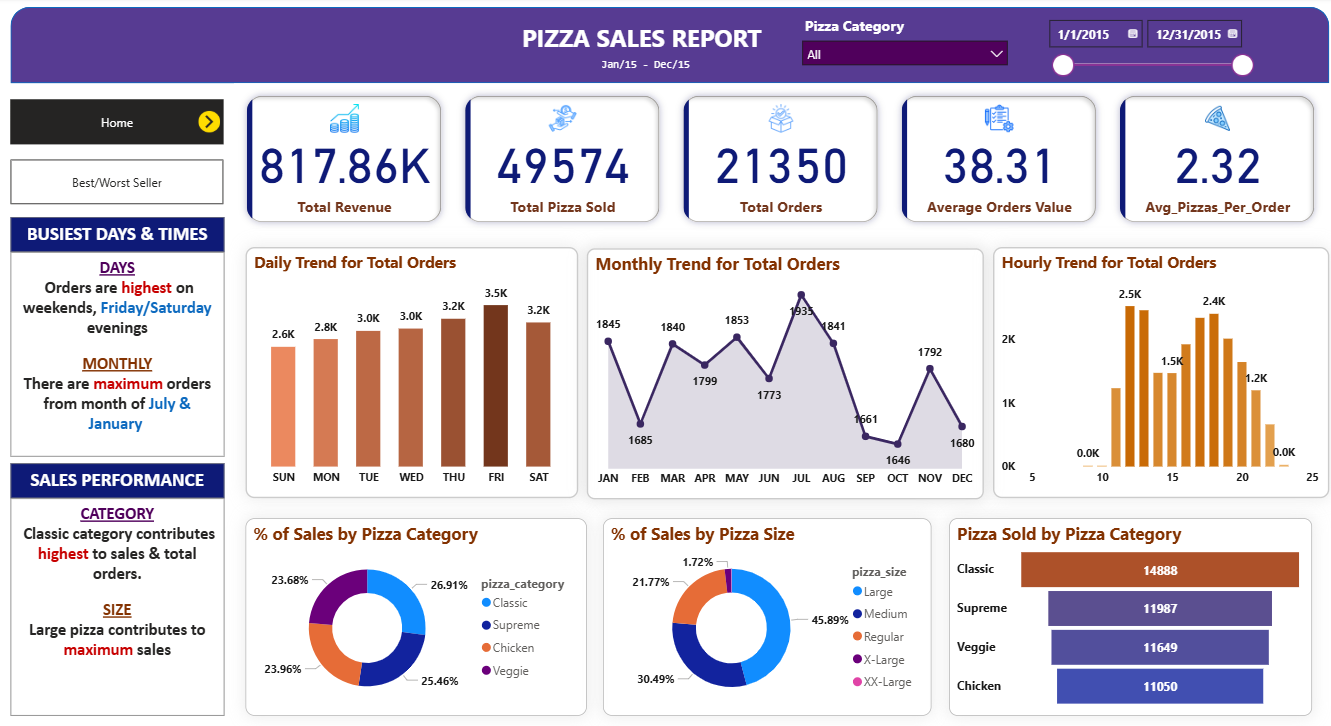 PIZZA SALES REPORT
Jan/15 - Dec/15
Pizza Category
All
1/1/2015
12/31/2015
Home
Best/Worst Seller
817.86K
Total Revenue
49574
Total Pizza Sold
21350
Total Orders
38.31
Average Orders Value
2.32
Avg_Pizzas_Per_Order
BUSIEST DAYS & TIMES
DAYS
Orders are highest on
weekends, Friday/Saturday
evenings
MONTHLY
There are maximum orders
from month of July &
January
SALES PERFORMANCE
CATEGORY
Classic category contributes
highest to sales & total
orders.
SIZE
Large pizza contributes to
maximum sales
Daily Trend for Total Orders
2.6K
2.8K
3.0K
3.0K
3.2K
3.5K
3.2K
SUN MON TUE WED THU FRI SAT
Monthly Trend for Total Orders
1845
1685
1840
1799
1853
1773
1935
1841
1661
1646
1792
1680
JAN FEB MAR APR MAY JUN JUL AUG SEP OCT NOV DEC
Hourly Trend for Total Orders
2K
1K
0K
0.0K
2.5K
1.5K
2.4K
1.2K
0.0K
5 10 15 20 25
% of Sales by Pizza Category
23.68%
26.91%
23.96%
25.46%
pizza_category
Classic
Supreme
Chicken
Veggie
% of Sales by Pizza Size
1.72%
21.77%
45.89%
30.49%
pizza_size
Large
Medium
Regular
X-Large
XX-Large
Pizza Sold by Pizza Category
Classic 14888
Supreme 11987
Veggie 11649
Chicken 11050